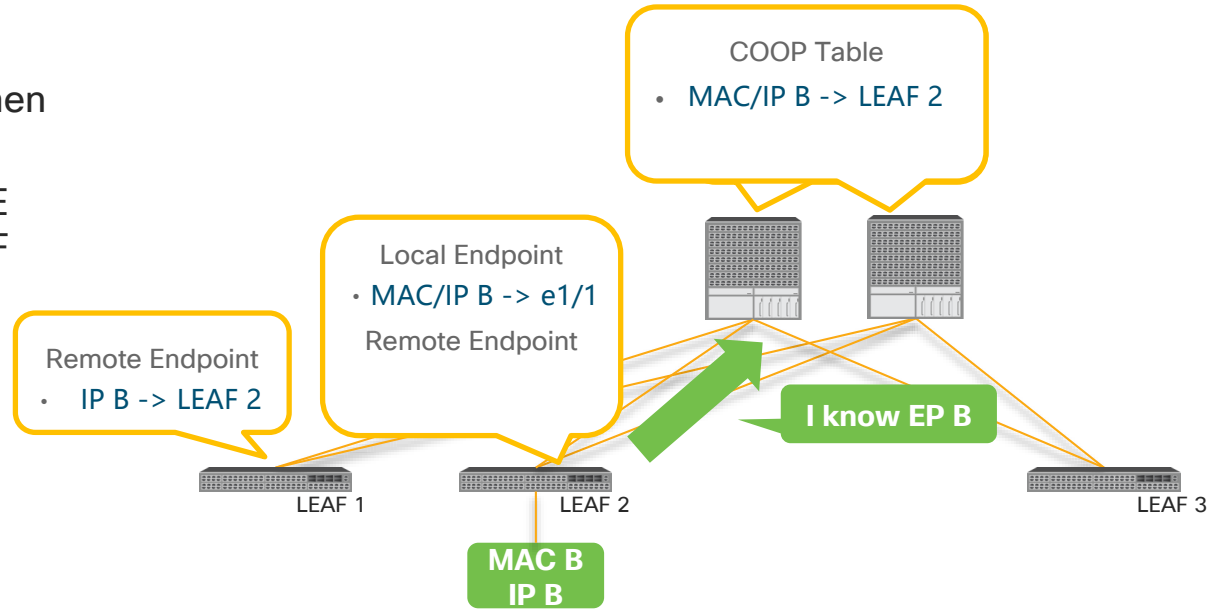 COOP Table
• MAC/IP B -> LEAF 2
Local Endpoint
• MAC/IP B -> e1/1
Remote Endpoint
Remote Endpoint
• IP B -> LEAF 2
I know EP B
LEAF 1
LEAF 2
LEAF 3
MAC B
IP B